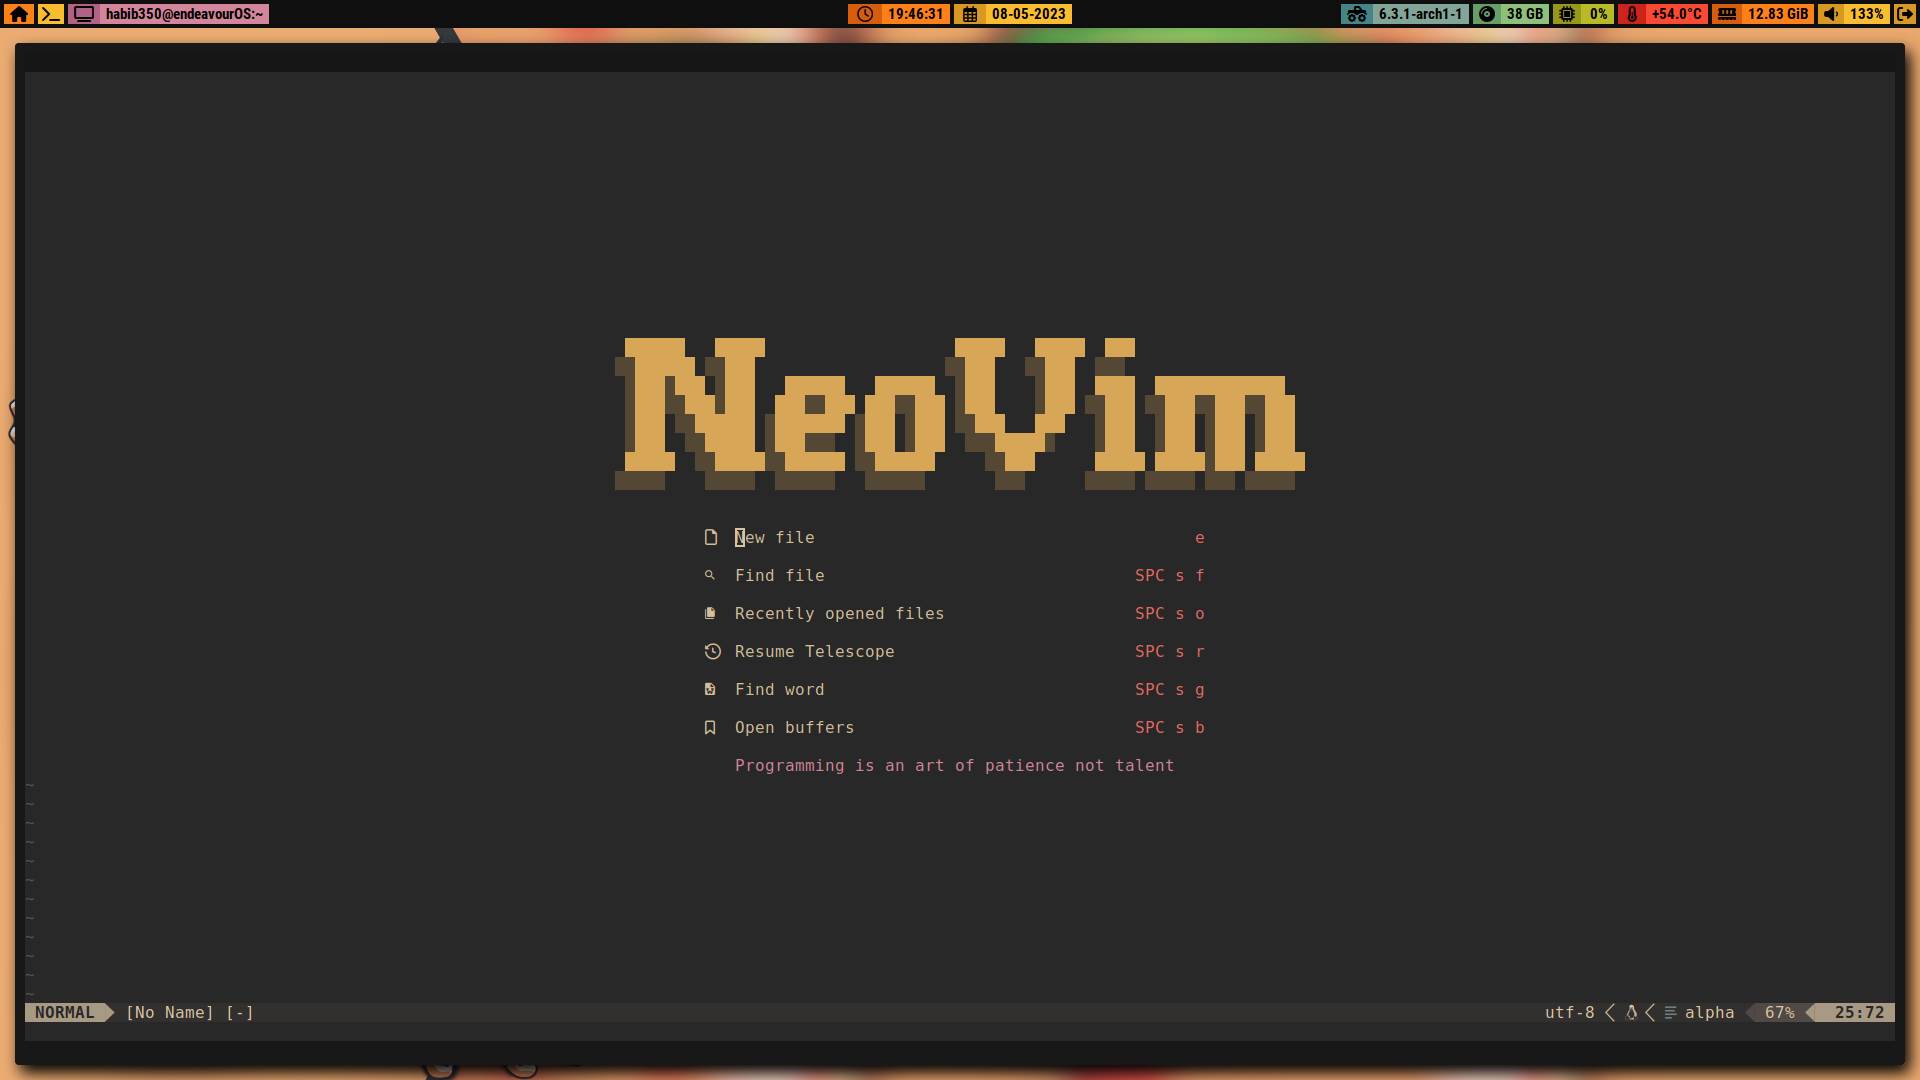 habib350@endeavourOS:~ 19:46:31 08-05-2023 6.3.1-arch1-1 38 GB 0% +54.0°C 12.83 GiB 133%
NeoVim
New file e
Find file SPC s f
Recently opened files SPC s o
Resume Telescope SPC s r
Find word SPC s g
Open buffers SPC s b
Programming is an art of patience not talent
~
~
~
~
~
~
~
~
~
~
~
~
NORMAL [No Name] [-] utf-8 alpha 67% 25:72